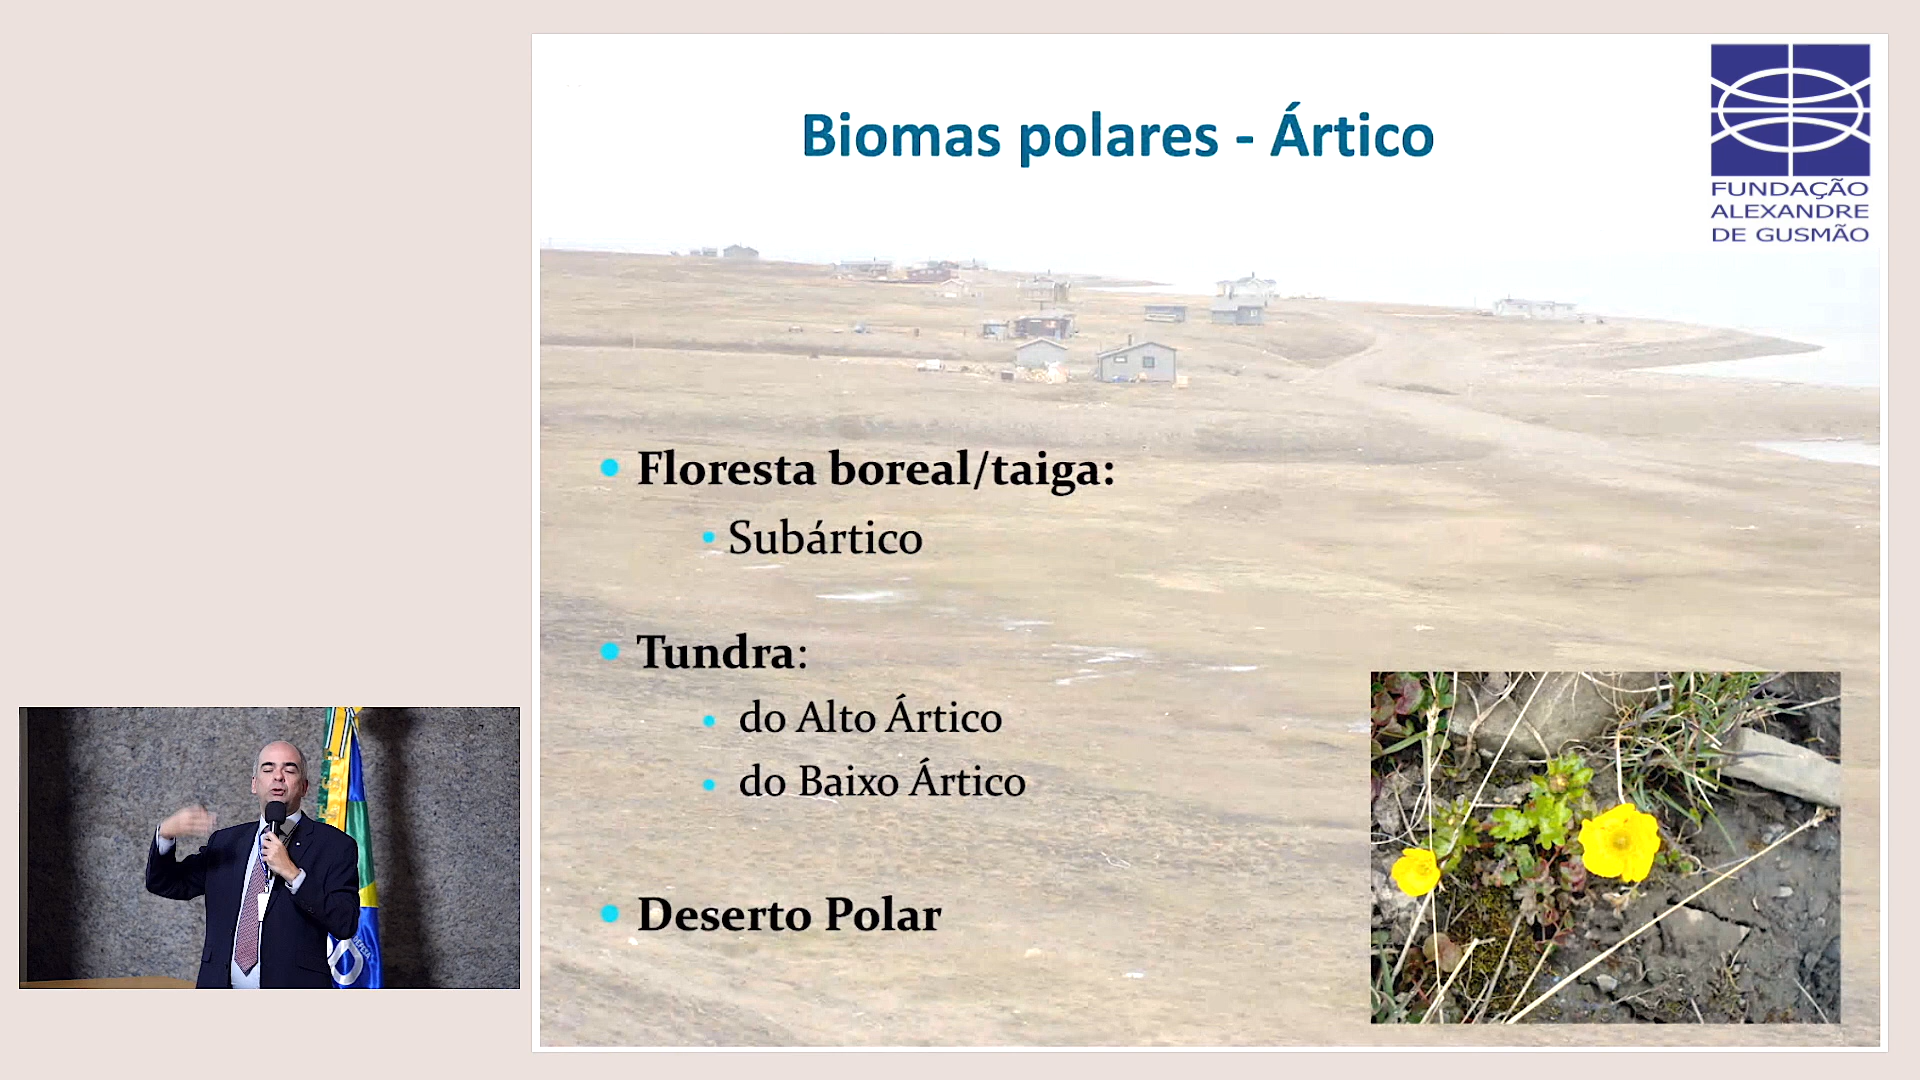 Biomas polares - Ártico
FUNDAÇÃO
ALEXANDRE
DE GUSMÃO
Floresta boreal/taiga:
Subártico
Tundra:
do Alto Ártico
do Baixo Ártico
Deserto Polar